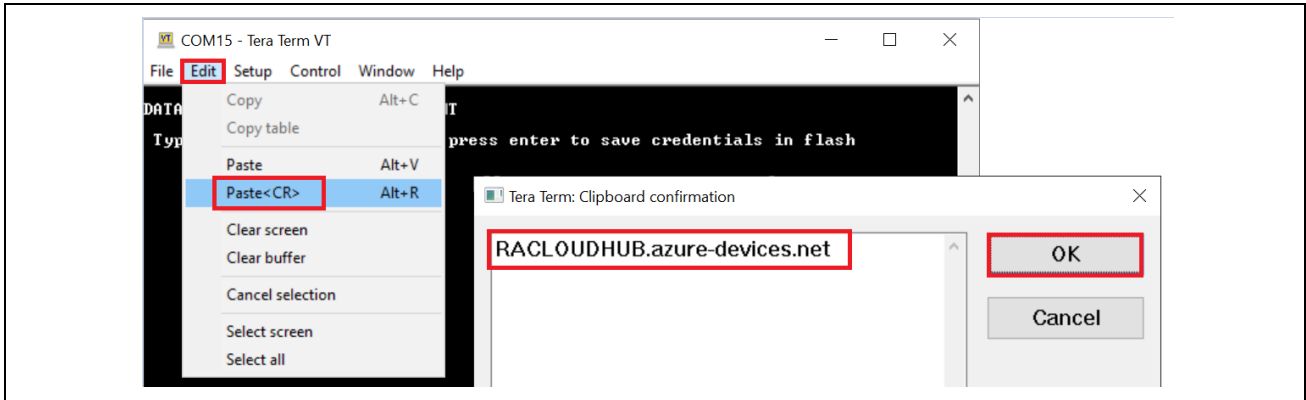 COM15 - Tera Term VT
File Edit Setup Control Window Help
DATA IT
Typ press enter to save credentials in flash
Copy Alt+C
Copy table
Paste Alt+V
Paste<CR> Alt+R
Clear screen
Clear buffer
Cancel selection
Select screen
Select all
Tera Term: Clipboard confirmation
RACLOUDHUB.azure-devices.net
OK
Cancel